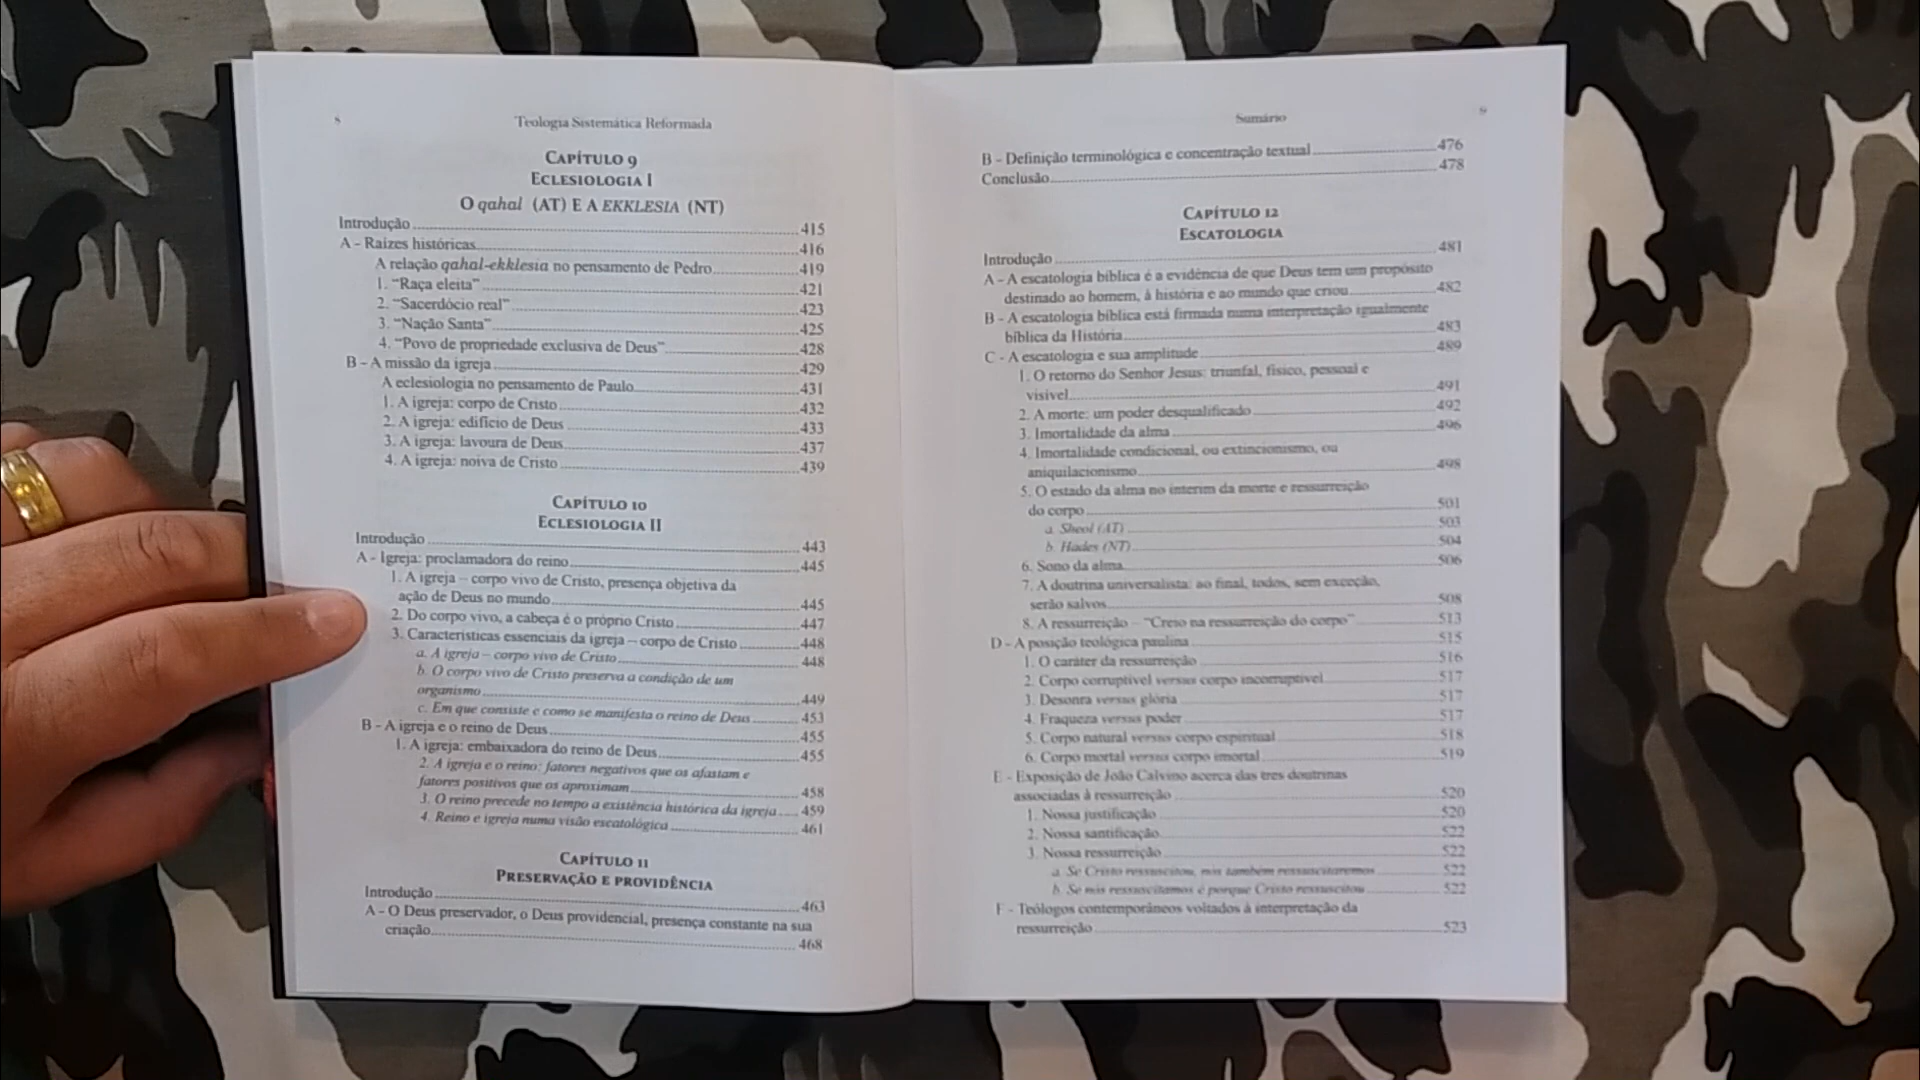 8
Teologia Sistemática Reformada
Capítulo 9
Eclesiologia I
O qahal (AT) e a ekklesia (NT)
Introdução 415
A - Raízes históricas 416
A relação qahal-ekklesia no pensamento de Pedro 419
1. “Raça eleita” 421
2. “Sacerdócio real” 423
3. “Nação Santa” 425
4. “Povo de propriedade exclusiva de Deus” 428
B - A missão da igreja 429
A eclesiologia no pensamento de Paulo 431
1. A igreja: corpo de Cristo 432
2. A igreja: edifício de Deus 433
3. A igreja: lavoura de Deus 437
4. A igreja: noiva de Cristo 439
Capítulo 10
Eclesiologia II
Introdução 443
A - Igreja: proclamadora do reino 445
1. A igreja – corpo vivo de Cristo, presença objetiva da
ação de Deus no mundo 445
2. Do corpo vivo, a cabeça é o próprio Cristo 447
3. Características essenciais da igreja – corpo de Cristo 448
a. A igreja – corpo vivo de Cristo 448
b. O corpo vivo de Cristo preserva a condição de um
organismo 449
c. Em que consiste e como se manifesta o reino de Deus 453
B - A igreja e o reino de Deus 455
1. A igreja: embaixadora do reino de Deus 455
2. A igreja e o reino: fatores negativos que os afastam e
fatores positivos que os aproximam 458
3. O reino precede no tempo a existência histórica da igreja 459
4. Reino e igreja numa visão escatológica 461
Capítulo 11
Preservação e providência
Introdução 463
A - O Deus preservador, o Deus providencial, presença constante na sua
criação 468
Sumário
9
B - Definição terminológica e concentração textual 476
Conclusão 478
Capítulo 12
Escatologia
Introdução 481
A - A escatologia bíblica é a evidência de que Deus tem um propósito
destinado ao homem, à história e ao mundo que criou 482
B - A escatologia bíblica está firmada numa interpretação igualmente
bíblica da História 483
C - A escatologia e sua amplitude 489
1. O retorno do Senhor Jesus: triunfal, físico, pessoal e
visível 491
2. A morte: um poder desqualificado 492
3. Imortalidade da alma 496
4. Imortalidade condicional, ou extincionismo, ou
aniquilacionismo 498
5. O estado da alma no ínterim da morte e ressurreição
do corpo 501
a. Sheol (AT) 503
b. Hades (NT) 504
6. Sono da alma 506
7. A doutrina universalista: ao final, todos, sem exceção,
serão salvos 508
8. A ressurreição – “Creio na ressurreição do corpo” 513
D - A posição teológica paulina 515
1. O caráter da ressurreição 516
2. Corpo corruptível versus corpo incorruptível 517
3. Desonra versus glória 517
4. Fraqueza versus poder 517
5. Corpo natural versus corpo espiritual 518
6. Corpo mortal versus corpo imortal 519
E - Exposição de João Calvino acerca das três doutrinas
associadas à ressurreição 520
1. Nossa justificação 520
2. Nossa santificação 522
3. Nossa ressurreição 522
a. Se Cristo ressuscitou, nós também ressuscitaremos 522
b. Se nós ressuscitamos é porque Cristo ressuscitou 522
F - Teólogos contemporâneos voltados à interpretação da
ressurreição 523